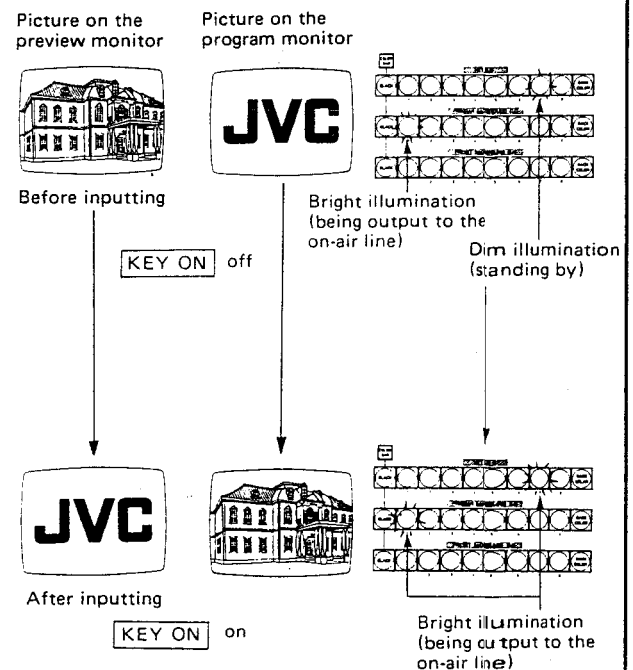 Picture on the
preview monitor
Picture on the
program monitor
JVC
Before inputting
Bright illumination
(being output to the
on-air line)
Dim illumination
(standing by)
KEY ON off
JVC
After inputting
KEY ON on
Bright illumination
(being output to the
on-air line)